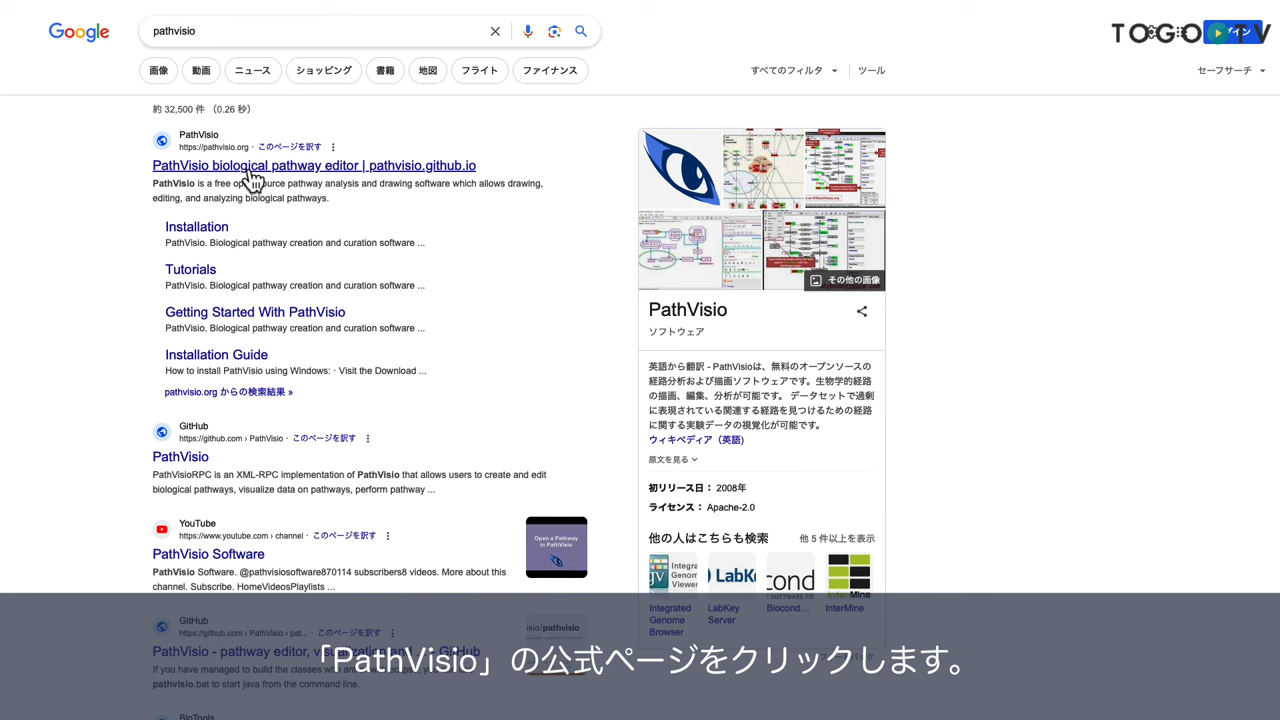 Google
pathvisio
TOGO TV
画像
動画
ニュース
ショッピング
書籍
地図
フライト
ファイナンス
すべてのフィルタ
ツール
セーフサーチ
約 32,500 件 （0.26 秒）
PathVisio
https://pathvisio.org · このページを訳す
PathVisio biological pathway editor | pathvisio.github.io
PathVisio is a free open source pathway analysis and drawing software which allows drawing,
editing, and analyzing biological pathways.
Installation
PathVisio. Biological pathway creation and curation software ...
Tutorials
PathVisio. Biological pathway creation and curation software ...
Getting Started With PathVisio
PathVisio. Biological pathway creation and curation software ...
Installation Guide
How to install PathVisio using Windows: · Visit the Download ...
pathvisio.org からの検索結果 »
GitHub
https://github.com › PathVisio · このページを訳す
PathVisio
PathVisioRPC is an XML-RPC implementation of PathVisio that allows users to create and edit
biological pathways, visualize data on pathways, perform pathway ...
YouTube
https://www.youtube.com › channel · このページを訳す
PathVisio Software
PathVisio Software. @pathvisiosoftware870114 subscribers8 videos. More about this
channel. Subscribe. HomeVideosPlaylists ...
Open a Pathway
in PathVisio
GitHub
https://github.com › PathVisio › pat... · このページを訳す
PathVisio - pathway editor, visualization and - GitHub
If you have managed to build the classes with
pathvisio.bat to start java from the command line.
isio/pathvisio
BioTools
その他の画像
PathVisio
ソフトウェア
英語から翻訳 - PathVisioは、無料のオープンソースの
経路分析および描画ソフトウェアです。生物学的経路
の描画、編集、分析が可能です。 データセットで過剰
に表現されている関連する経路を見つけるための経路
に関する実験データの視覚化が可能です。
ウィキペディア（英語）
原文を見る
初リリース日： 2008年
ライセンス： Apache-2.0
他の人はこちらも検索
他 5 件以上を表示
Integrated
Genome
Browser
LabKey
Server
Biocond...
InterMine
「PathVisio」の公式ページをクリックします。